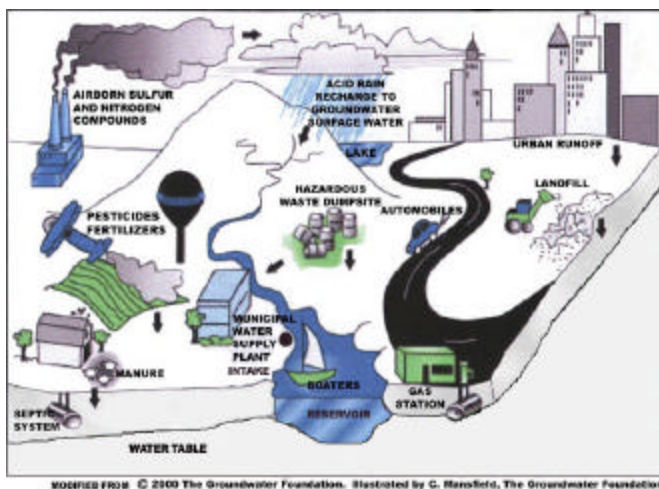 AIRBORN SULFUR
AND NITROGEN
COMPOUNDS
ACID RAIN
RECHANGE TO
GROUNDWATER
SURFACE WATER
LAKE
URBAN RUNOFF
PESTICIDES
FERTILIZERS
HAZARDOUS
WASTE DUMPSITE
AUTOMOBILES
LANDFILL
MUNICIPAL
WATER
SUPPLY
PLANT
INTAKE
MANURE
BOATERS
GAS
STATION
SEPTIC
SYSTEM
RESERVOIR
WATER TABLE
MODIFIED FROM © 2000 The Groundwater Foundation. Illustrated by C. Mansfield, The Groundwater Foundation